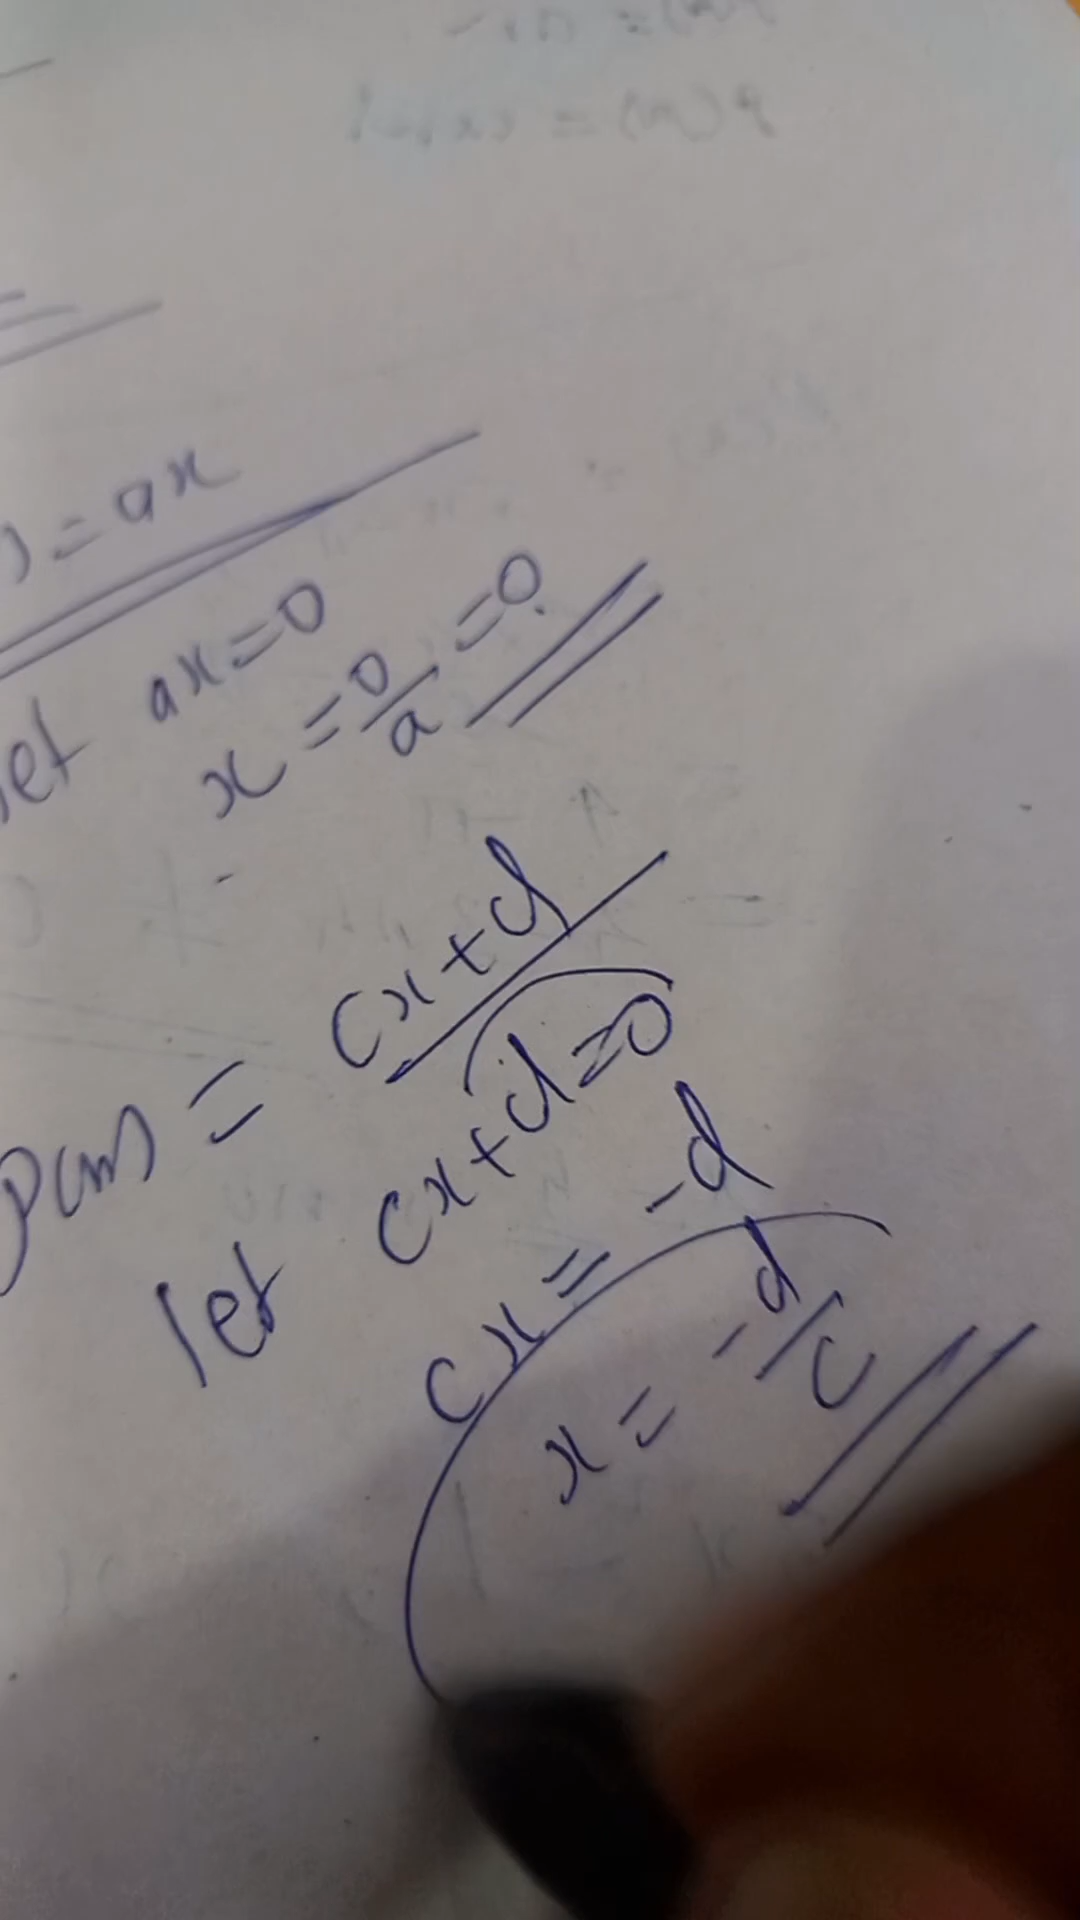 ) = ax
let ax = 0
x = 0/a = 0
p(x) = cx + d
let cx + d = 0
cx = -d
x = -d/c